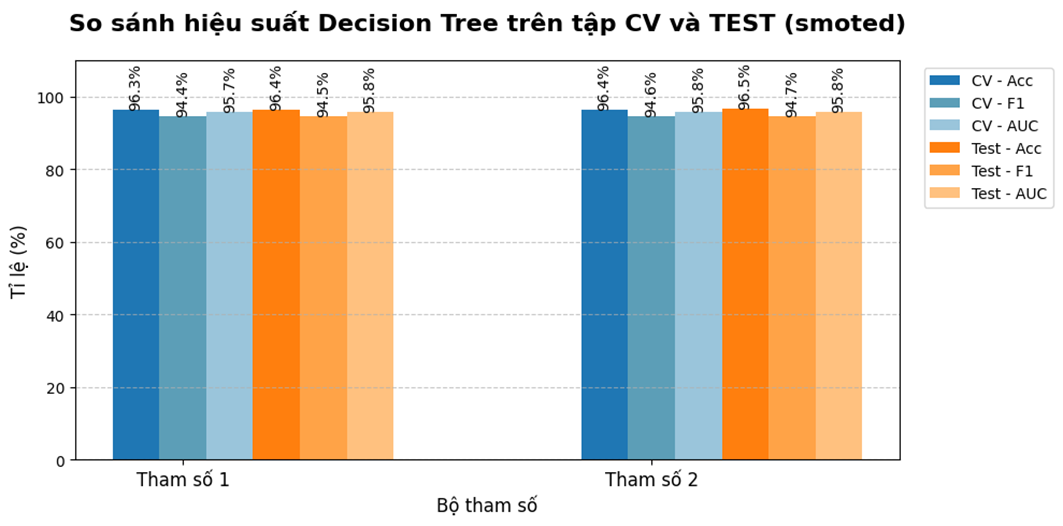 So sánh hiệu suất Decision Tree trên tập CV và TEST (smoted)
Tỉ lệ (%)
100
80
60
40
20
0
96.3%
94.4%
95.7%
96.4%
94.5%
95.8%
96.4%
94.6%
95.8%
96.5%
94.7%
95.8%
Tham số 1
Tham số 2
Bộ tham số
CV - Acc
CV - F1
CV - AUC
Test - Acc
Test - F1
Test - AUC